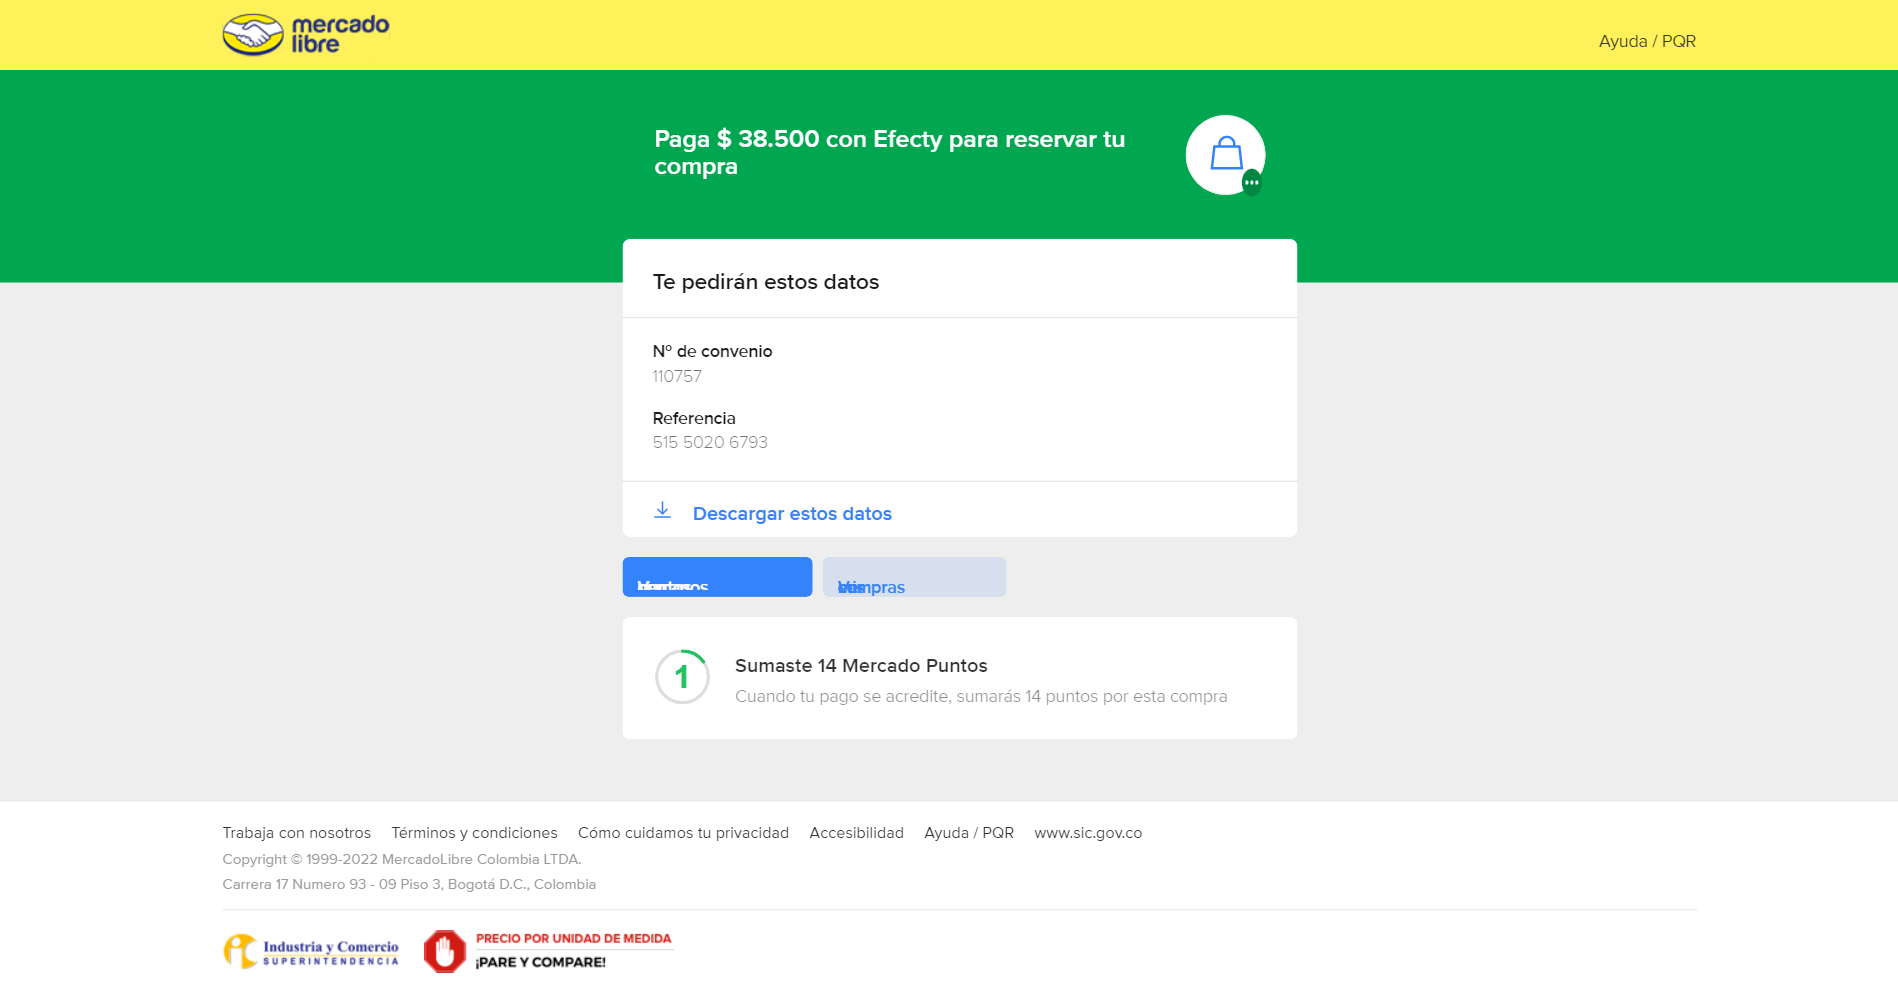 mercado
libre
Ayuda / PQR
Paga $ 38.500 con Efecty para reservar tu
compra
Te pedirán estos datos
Nº de convenio
110757
Referencia
515 5020 6793
Descargar estos datos
1
Sumaste 14 Mercado Puntos
Cuando tu pago se acredite, sumarás 14 puntos por esta compra
Trabaja con nosotros Términos y condiciones Cómo cuidamos tu privacidad Accesibilidad Ayuda / PQR www.sic.gov.co
Copyright © 1999-2022 MercadoLibre Colombia LTDA.
Carrera 17 Numero 93 - 09 Piso 3, Bogotá D.C., Colombia
Industria y Comercio
SUPERINTENDENCIA
PRECIO POR UNIDAD DE MEDIDA
¡PARE Y COMPARE!